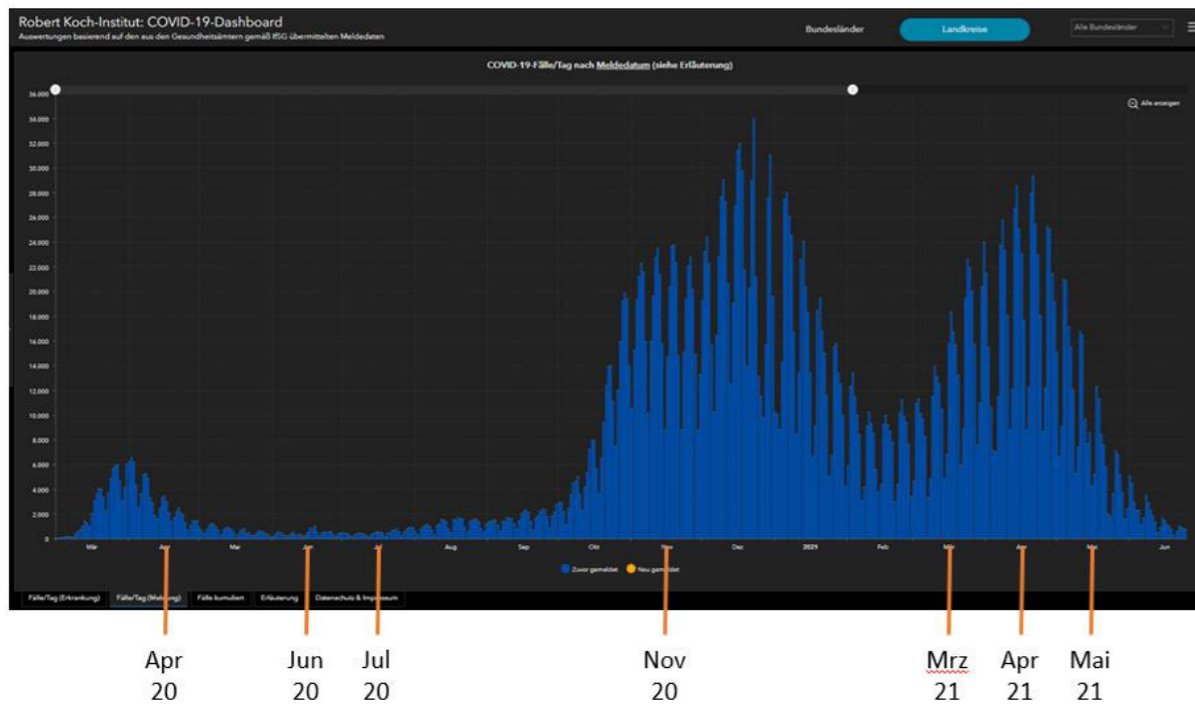 Robert Koch-Institut: COVID-19-Dashboard
Auswertungen basierend auf den aus den Gesundheitsämtern gemäß IfSG übermittelten Meldedaten
Bundesländer
Landkreise
Alle Bundesländer
COVID-19-Fälle/Tag nach Meldedatum (siehe Erläuterung)
Alle anzeigen
36.000
34.000
32.000
30.000
28.000
26.000
24.000
22.000
20.000
18.000
16.000
14.000
12.000
10.000
8.000
6.000
4.000
2.000
0
Mär Apr Mai Jun Jul Aug Sep Okt Nov Dez 2021 Feb Mär Apr Mai Jun
Zuvor gemeldet Neu gemeldet
Fälle/Tag (Erkrankung) Fälle/Tag (Meldung) Fälle kumuliert Erläuterung Datenschutz & Impressum
Apr Jun Jul Nov Mrz Apr Mai
20 20 20 20 21 21 21